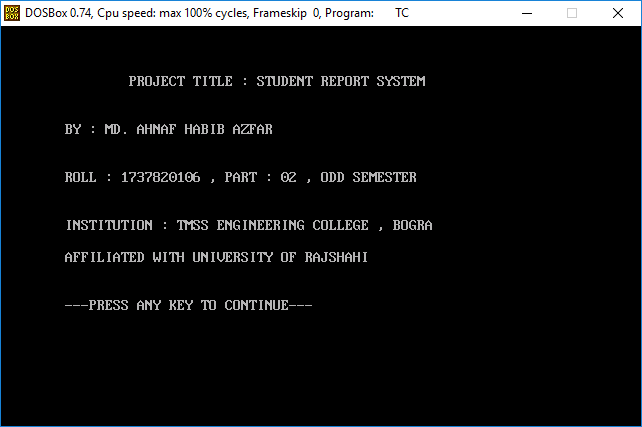 DOSBox 0.74, Cpu speed: max 100% cycles, Frameskip 0, Program: TC
PROJECT TITLE : STUDENT REPORT SYSTEM
BY : MD. AHNAF HABIB AZFAR
ROLL : 1737820106 , PART : 02 , ODD SEMESTER
INSTITUTION : TMSS ENGINEERING COLLEGE , BOGRA
AFFILIATED WITH UNIVERSITY OF RAJSHAHI
---PRESS ANY KEY TO CONTINUE---